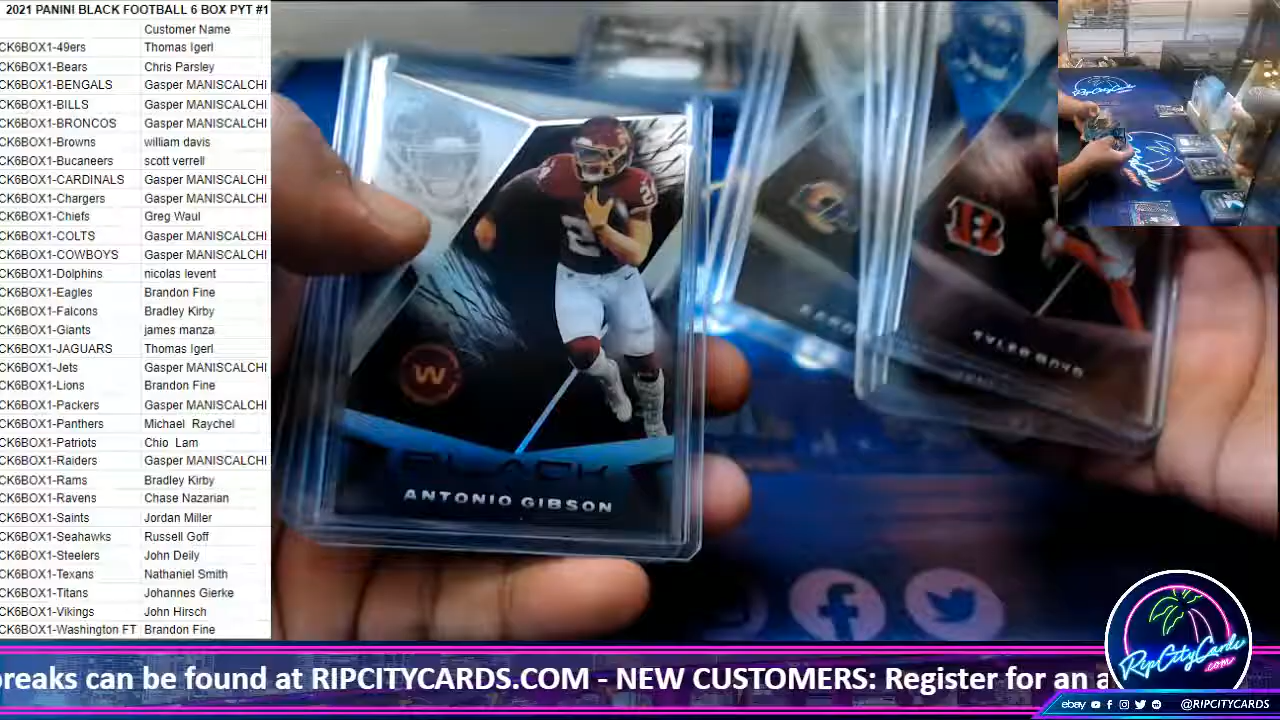 2021 PANINI BLACK FOOTBALL 6 BOX PYT #1
Customer Name
CK6BOX1-49ers Thomas Igerl
CK6BOX1-Bears Chris Parsley
CK6BOX1-BENGALS Gasper MANISCALCHI
CK6BOX1-BILLS Gasper MANISCALCHI
CK6BOX1-BRONCOS Gasper MANISCALCHI
CK6BOX1-Browns william davis
CK6BOX1-Bucaneers scott verrell
CK6BOX1-CARDINALS Gasper MANISCALCHI
CK6BOX1-Chargers Gasper MANISCALCHI
CK6BOX1-Chiefs Greg Waul
CK6BOX1-COLTS Gasper MANISCALCHI
CK6BOX1-COWBOYS Gasper MANISCALCHI
CK6BOX1-Dolphins nicolas levent
CK6BOX1-Eagles Brandon Fine
CK6BOX1-Falcons Bradley Kirby
CK6BOX1-Giants james manza
CK6BOX1-JAGUARS Thomas Igerl
CK6BOX1-Jets Gasper MANISCALCHI
CK6BOX1-Lions Brandon Fine
CK6BOX1-Packers Gasper MANISCALCHI
CK6BOX1-Panthers Michael Raychel
CK6BOX1-Patriots Chio Lam
CK6BOX1-Raiders Gasper MANISCALCHI
CK6BOX1-Rams Bradley Kirby
CK6BOX1-Ravens Chase Nazarian
CK6BOX1-Saints Jordan Miller
CK6BOX1-Seahawks Russell Goff
CK6BOX1-Steelers John Deily
CK6BOX1-Texans Nathaniel Smith
CK6BOX1-Titans Johannes Gierke
CK6BOX1-Vikings John Hirsch
CK6BOX1-Washington FT Brandon Fine
W
BLACK
ANTONIO GIBSON
B
TYLER BOYD
reaks can be found at RIPCITYCARDS.COM - NEW CUSTOMERS: Register for an a
RipCityCards
.com
ebay @RIPCITYCARDS